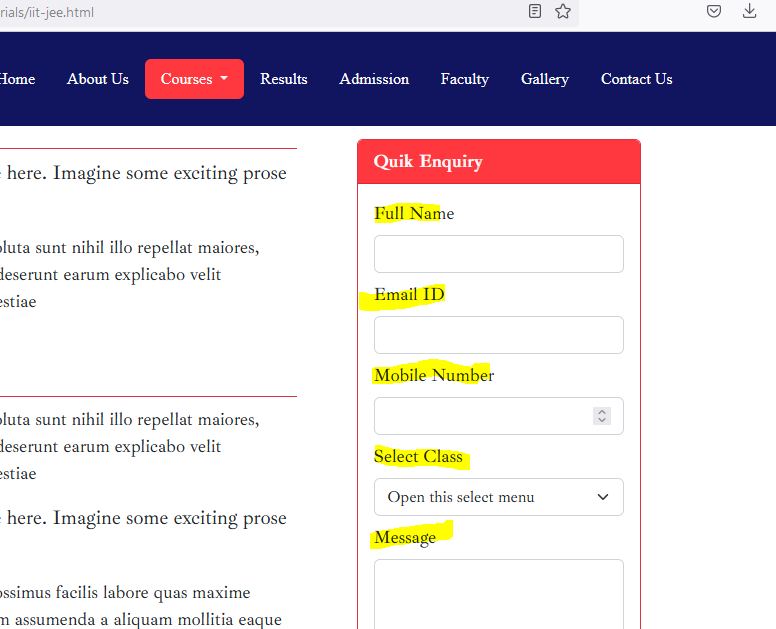 rials/iit-jee.html
Home About Us Courses Results Admission Faculty Gallery Contact Us
here. Imagine some exciting prose
oluta sunt nihil illo repellat maiores,
deserunt earum explicabo velit
estiae
oluta sunt nihil illo repellat maiores,
deserunt earum explicabo velit
estiae
here. Imagine some exciting prose
ossimus facilis labore quas maxime
m assumenda a aliquam mollitia eaque
Quik Enquiry
Full Name
Email ID
Mobile Number
Select Class
Open this select menu
Message